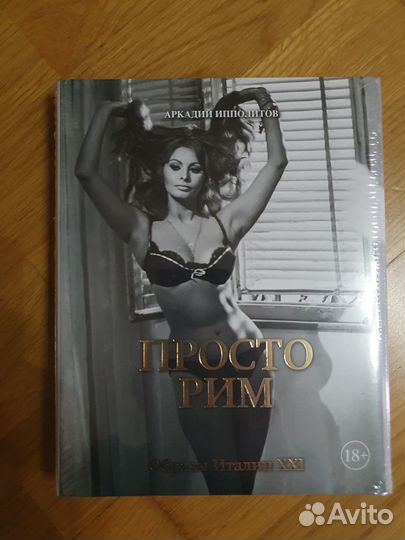 АРКАДИЙ ИППОЛИТОВ
ПРОСТО
РИМ
Образы Италии XXI
18+
Avito